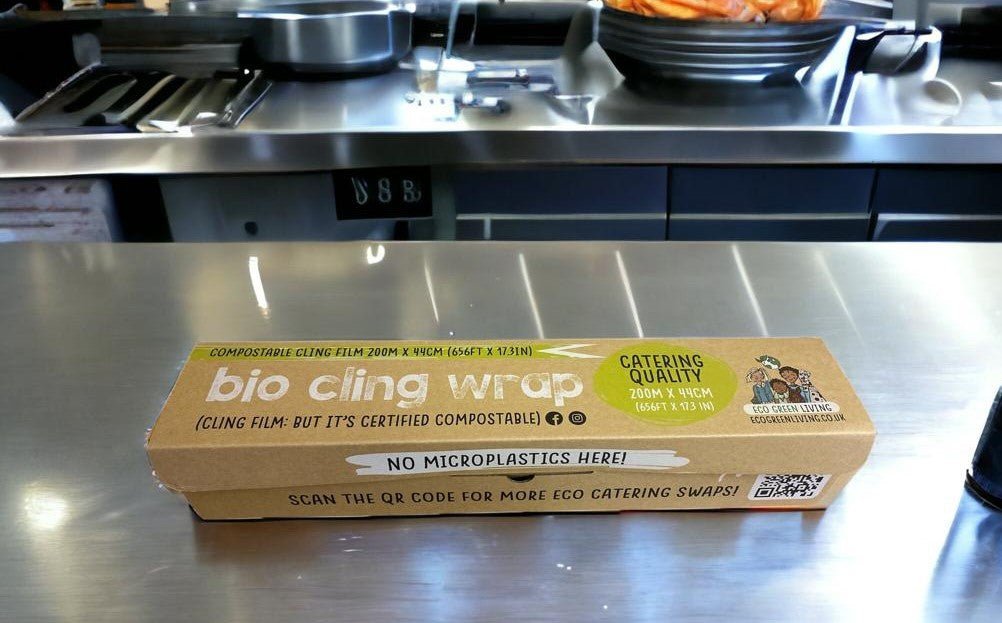 COMPOSTABLE CLING FILM 200M X 44CM (656FT X 17.3IN)
bio cling wrap
(CLING FILM: BUT IT'S CERTIFIED COMPOSTABLE)
CATERING
QUALITY
200M X 44CM
(656FT X 17.3 IN)
ECO GREEN LIVING
ECOGREENLIVING.CO.UK
NO MICROPLASTICS HERE!
SCAN THE QR CODE FOR MORE ECO CATERING SWAPS!